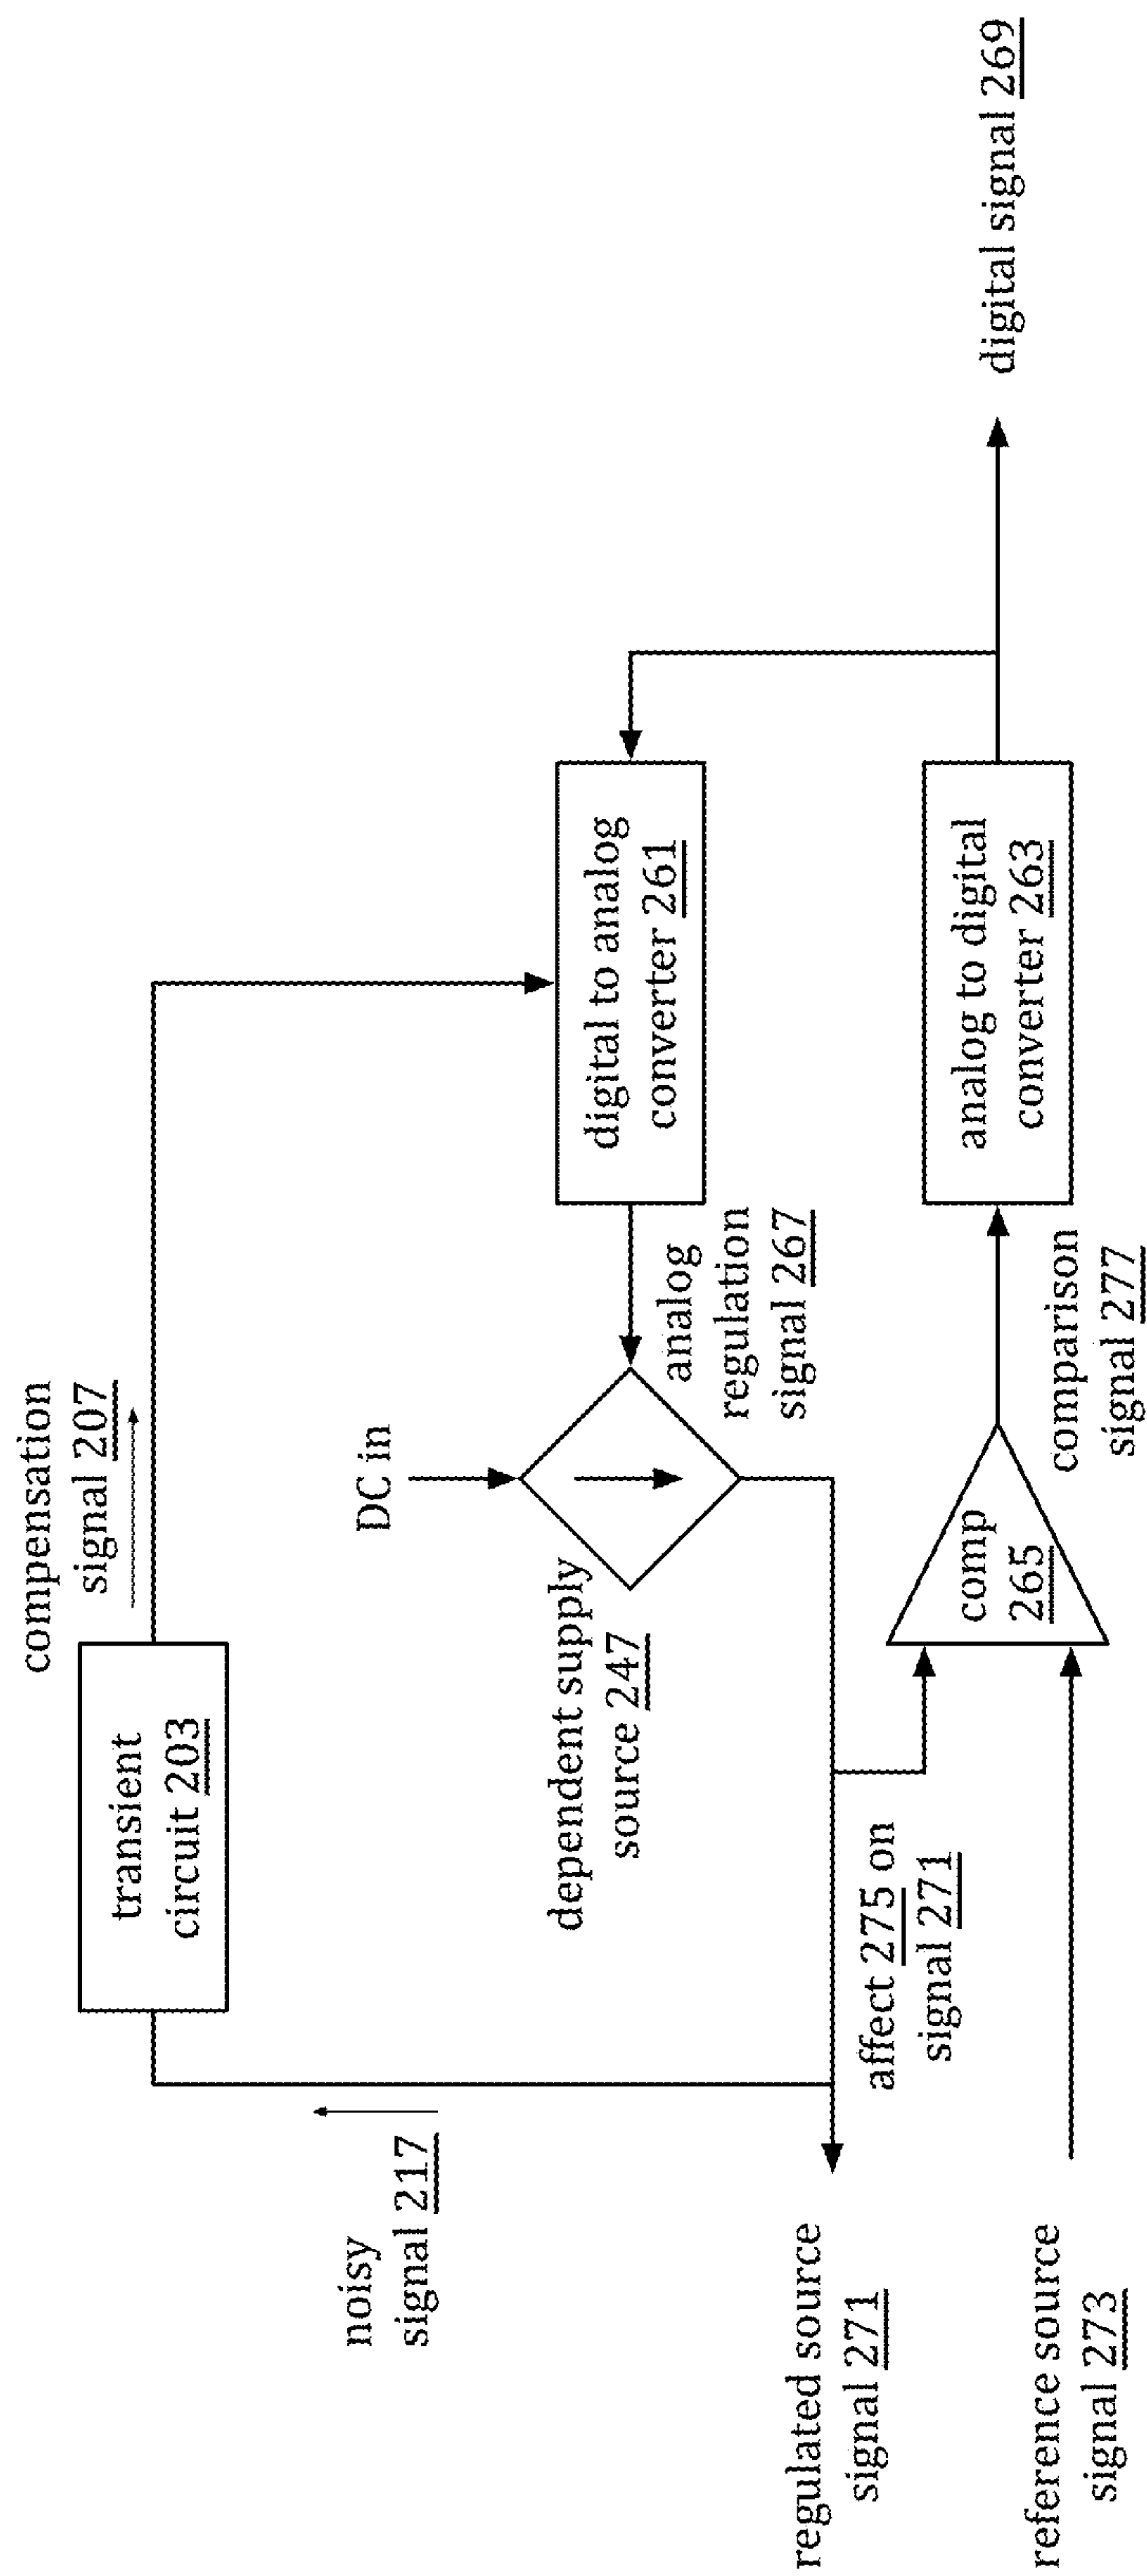 compensation
signal 207
transient
circuit 203
noisy
signal 217
DC in
dependent supply
source 247
digital to analog
converter 261
analog
regulation
signal 267
regulated source
signal 271
affect 275 on
signal 271
comp
265
comparison
signal 277
analog to digital
converter 263
digital signal 269
reference source
signal 273